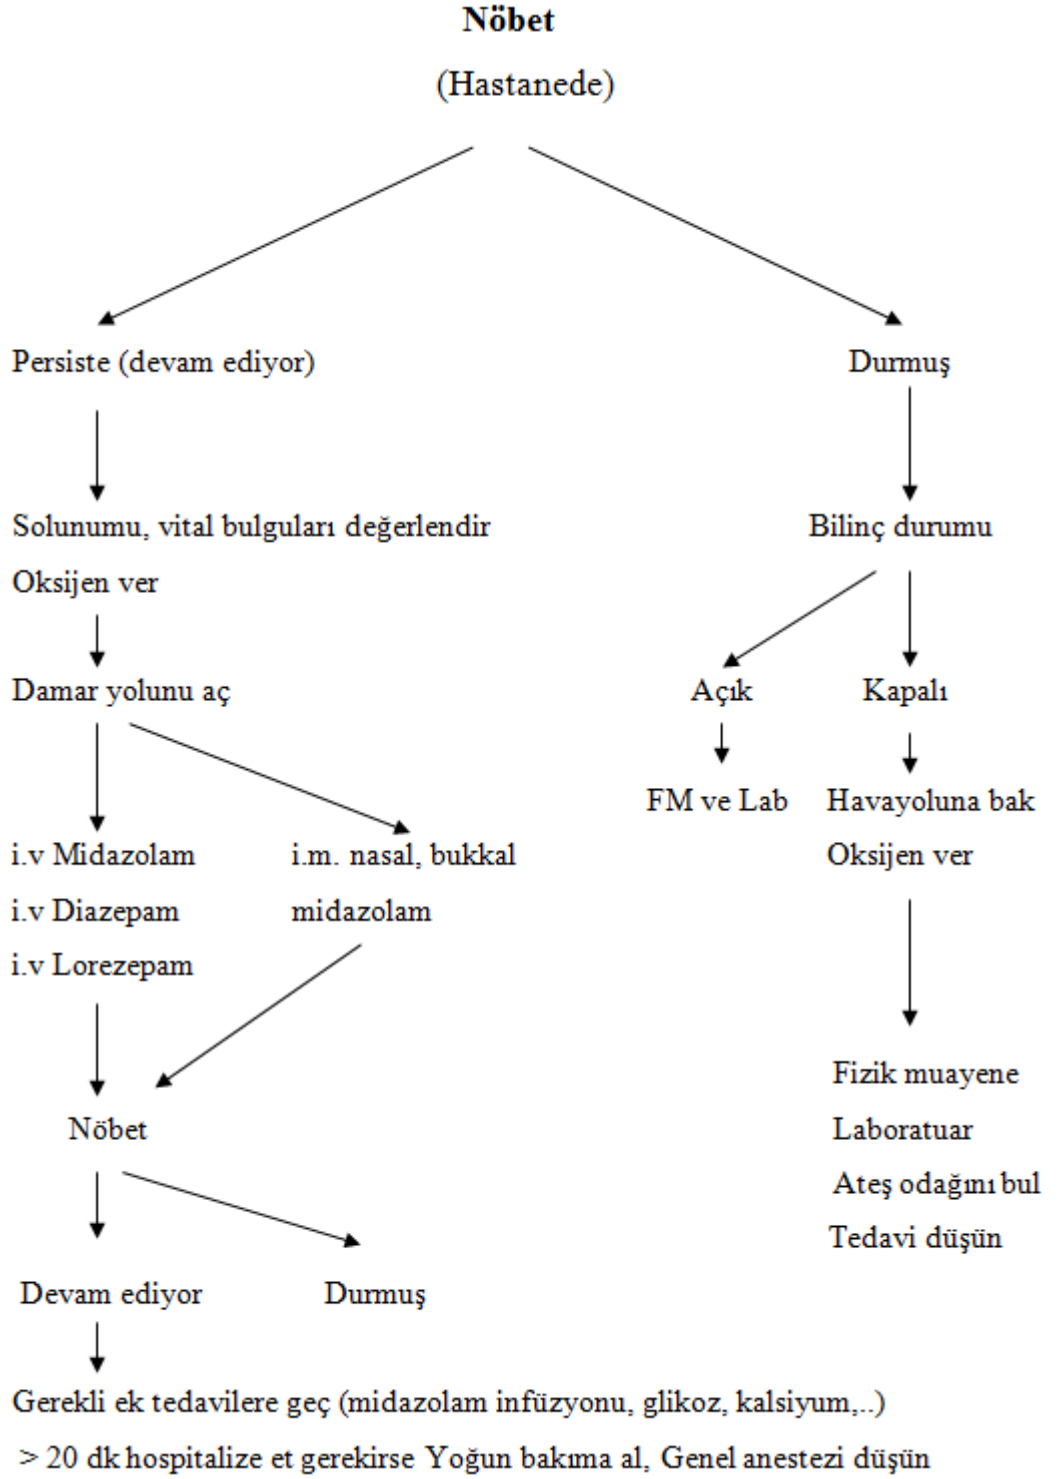 Nöbet
(Hastanede)
Persiste (devam ediyor)
Durmuş
Solunumu, vital bulguları değerlendir
Bilinç durumu
Oksijen ver
Damar yolunu aç
Açık
Kapalı
FM ve Lab
Havayoluna bak
i.v Midazolam
i.m. nasal, bukkal
Oksijen ver
i.v Diazepam
midazolam
i.v Lorezepam
Fizik muayene
Nöbet
Laboratuar
Ateş odağını bul
Tedavi düşün
Devam ediyor
Durmuş
Gerekli ek tedavilere geç (midazolam infüzyonu, glikoz, kalsiyum,..)
> 20 dk hospitalize et gerekirse Yoğun bakıma al, Genel anestezi düşün